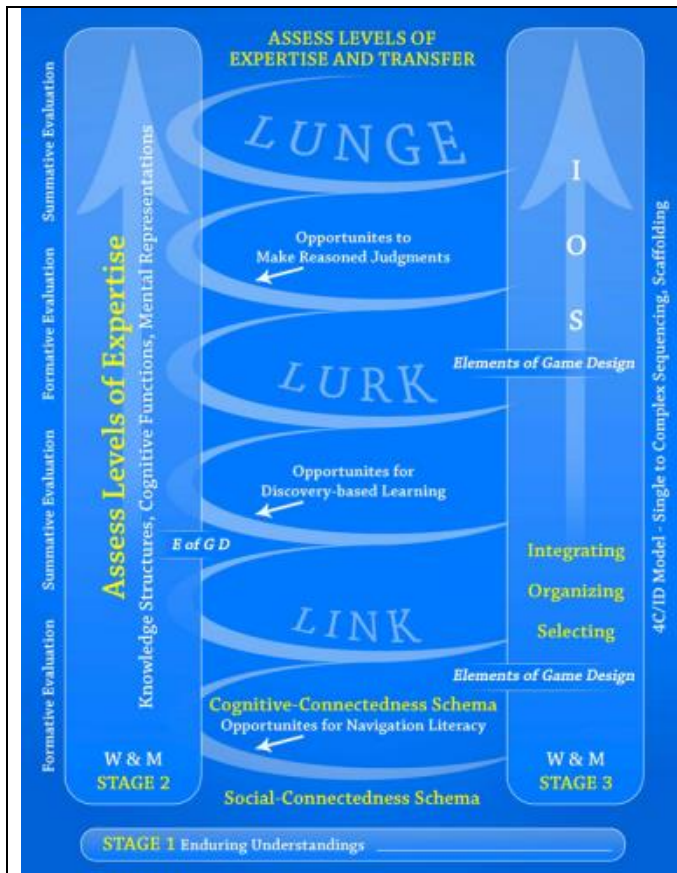 ASSESS LEVELS OF
EXPERTISE AND TRANSFER
LUNGE
Opportunites to
Make Reasoned Judgments
LURK
Opportunites for
Discovery-based Learning
LINK
Cognitive-Connectedness Schema
Opportunites for Navigation Literacy
Social-Connectedness Schema
Summative Evaluation
Formative Evaluation
Summative Evaluation
Formative Evaluation
Assess Levels of Expertise
Knowledge Structures, Cognitive Functions, Mental Representations
E of G D
W & M
STAGE 2
I
O
S
Elements of Game Design
Integrating
Organizing
Selecting
Elements of Game Design
W & M
STAGE 3
4C/ID Model - Single to Complex Sequencing, Scaffolding
STAGE 1 Enduring Understandings